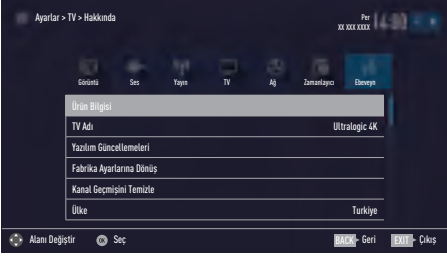 Ayarlar > TV > Hakkında
Per
XX XXX XXXX
Görüntü Ses Yayın TV Ağ Zamanlayıcı Ebeveyn
Ürün Bilgisi
TV Adı Ultralogic 4K
Yazılım Güncellemeleri
Fabrika Ayarlarına Dönüş
Kanal Geçmişini Temizle
Ülke Turkiye
Alanı Değiştir OK Seç BACK Geri EXIT Çıkış